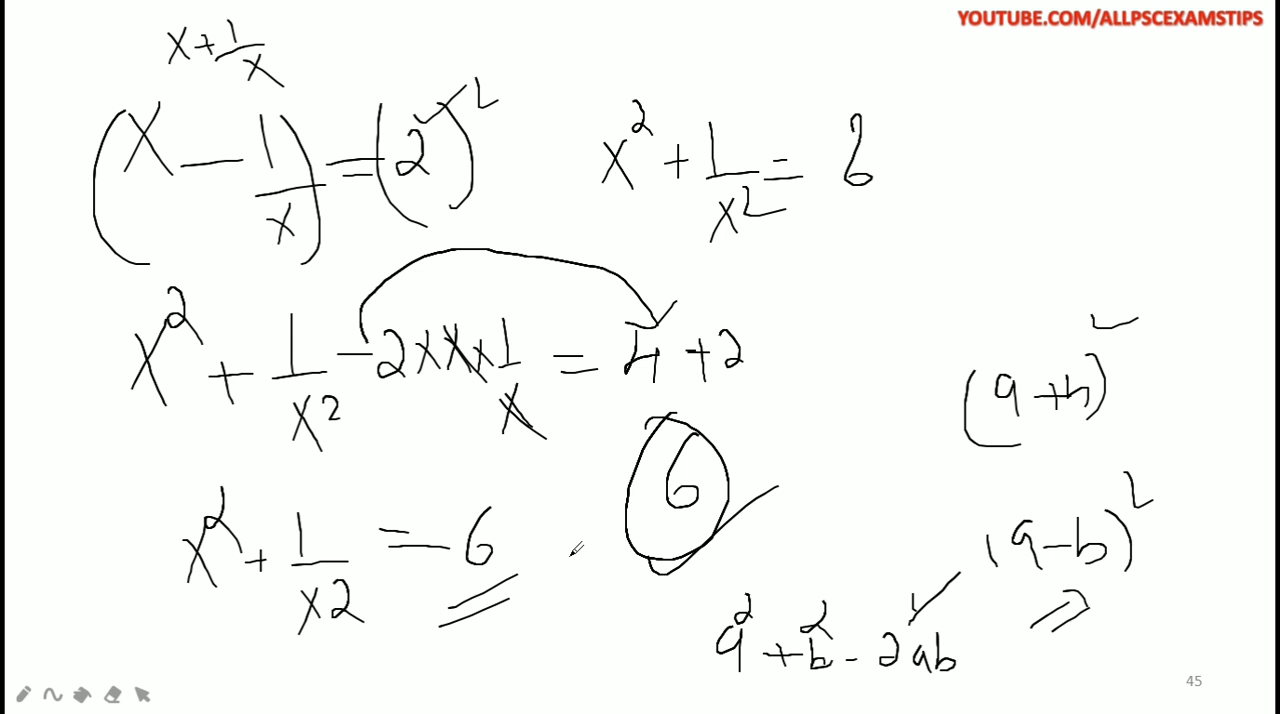 YOUTUBE.COM/ALLPSCEXAMSTIPS
x + 1/x
(x - 1/x) = (2)²
x² + 1/x² = 6
x² + 1/x² - 2 × x × 1/x = 4 + 2
6
(a + b)²
x² + 1/x² = 6
(a - b)²
a² + b² - 2ab
45